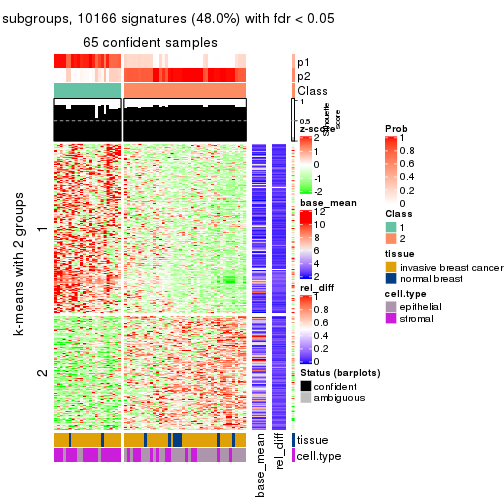 subgroups, 10166 signatures (48.0%) with fdr < 0.05
65 confident samples
p1
p2
Class
1
0.5
0
Silhouette
score
k-means with 2 groups
1
2
z-score
2
1
0
-1
-2
base_mean
12
10
8
6
4
2
rel_diff
1
0.8
0.6
0.4
0.2
0
Status (barplots)
confident
ambiguous
Prob
1
0.8
0.6
0.4
0.2
0
Class
1
2
tissue
invasive breast cancer
normal breast
cell.type
epithelial
stromal
tissue
cell.type
base_mean
rel_diff